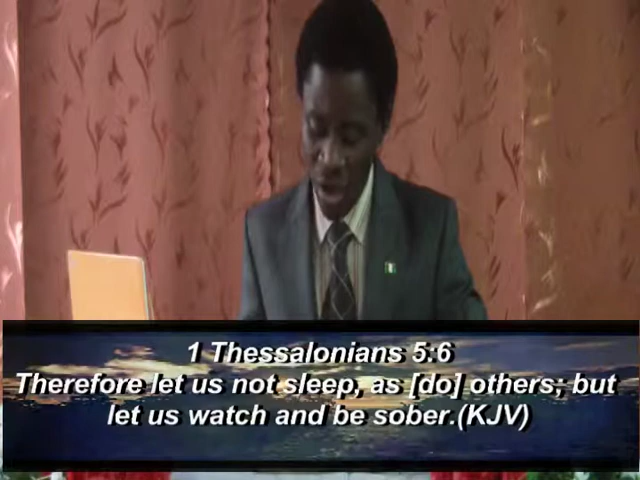 1 Thessalonians 5:6
Therefore let us not sleep, as [do] others; but
let us watch and be sober.(KJV)